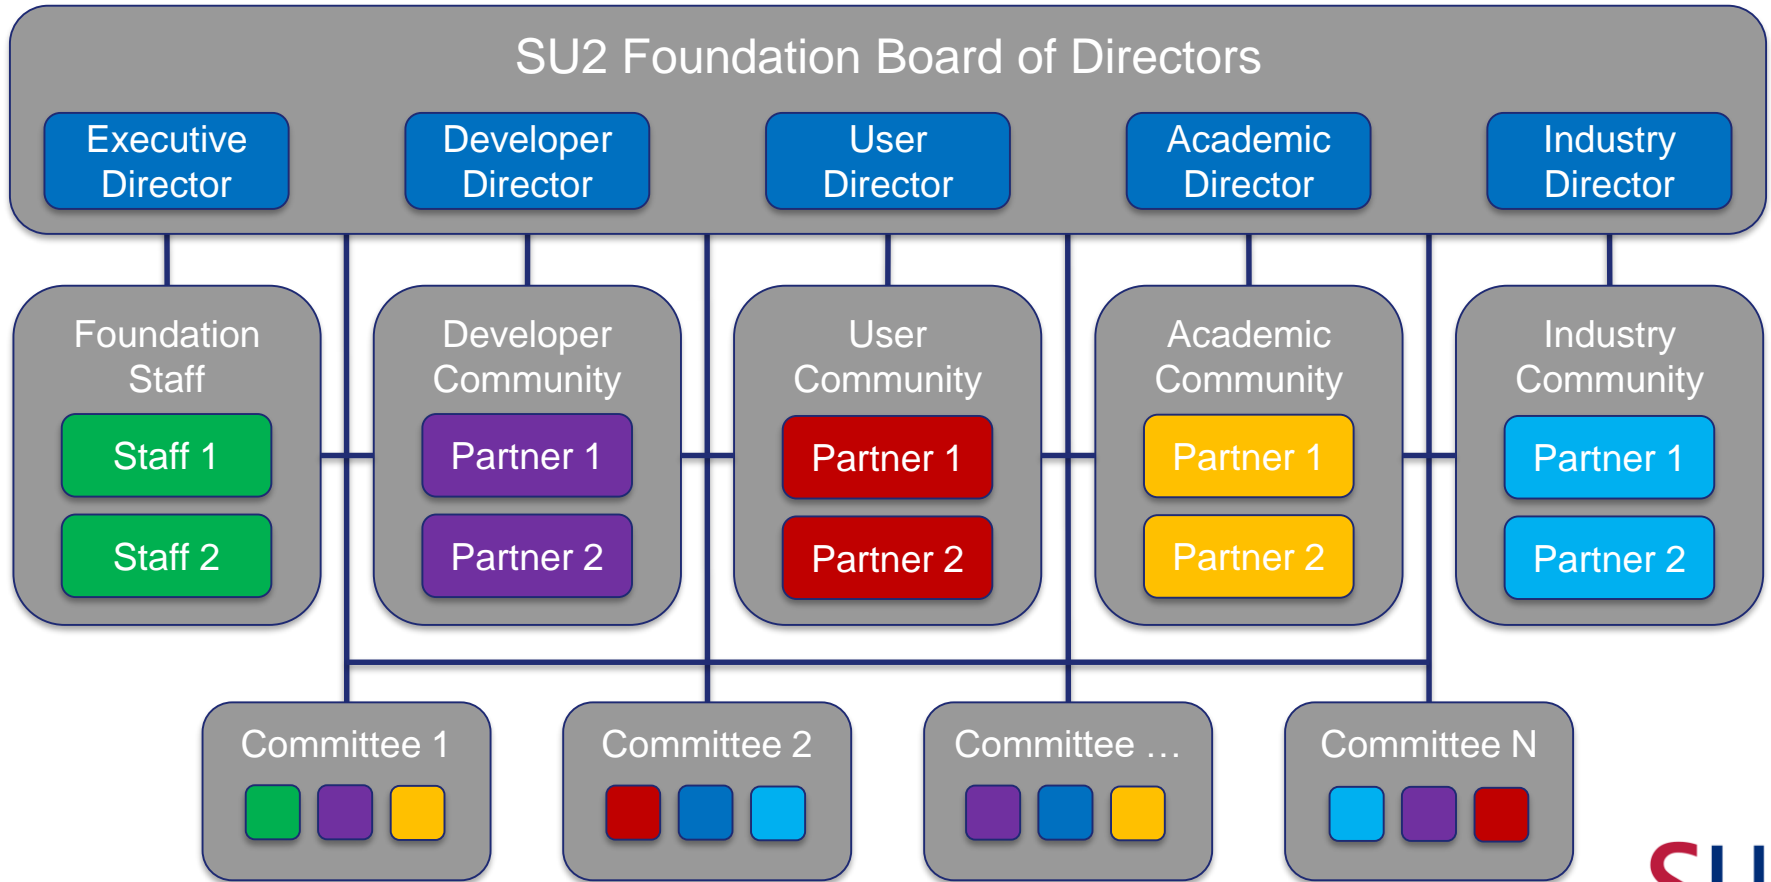 SU2 Foundation Board of Directors
Executive
Director
Developer
Director
User
Director
Academic
Director
Industry
Director
Foundation
Staff
Staff 1
Staff 2
Developer
Community
Partner 1
Partner 2
User
Community
Partner 1
Partner 2
Academic
Community
Partner 1
Partner 2
Industry
Community
Partner 1
Partner 2
Committee 1
Committee 2
Committee …
Committee N
SU